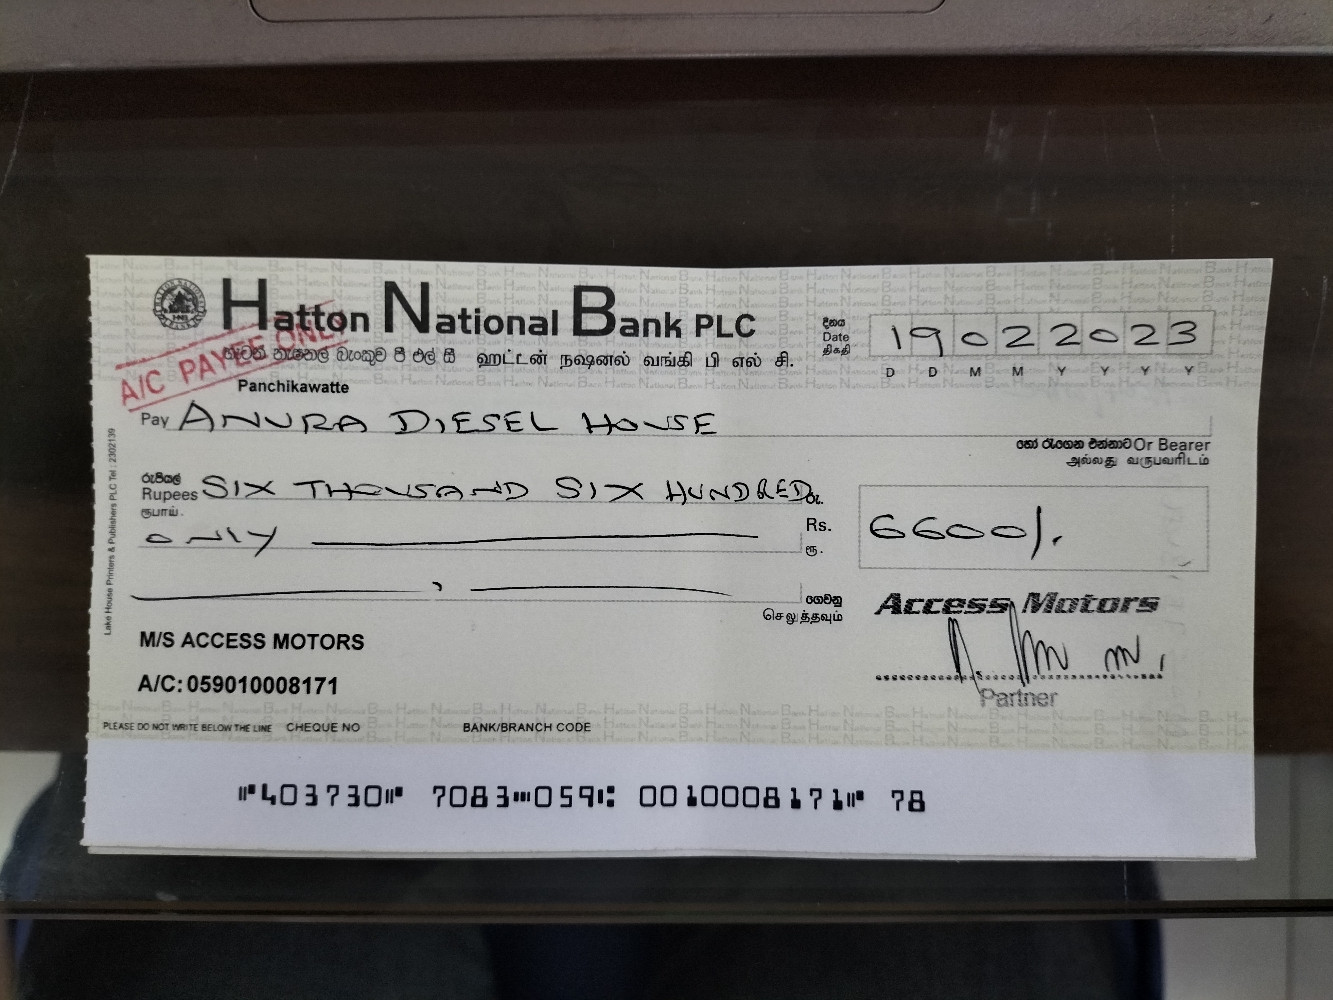 Hatton National Bank PLC
හැටන් නැෂනල් බැංකුව පී එල් සී ஹட்டன் நஷனல் வங்கி பி எல் சி.
A/C PAYEE ONLY
Panchikawatte
දිනය
Date
திகதி
19022023
D D M M Y Y Y Y
Pay ANURA DIESEL HOUSE
හෝ රැගෙන එන්නාට Or Bearer
அல்லது வருபவரிடம்
රුපියල්
Rupees SIX THOUSAND SIX HUNDRED
ரூபாய்.
ONLY
රු.
Rs.
ரூ.
6600/.
ගෙවනු
செலுத்தவும்
Access Motors
Partner
M/S ACCESS MOTORS
A/C: 059010008171
PLEASE DO NOT WRITE BELOW THE LINE CHEQUE NO BANK/BRANCH CODE
⑈403730⑈ 7083⑉059⑆ 0010008171⑈ 78
Lake House Printers & Publishers PLC Tel : 2302139